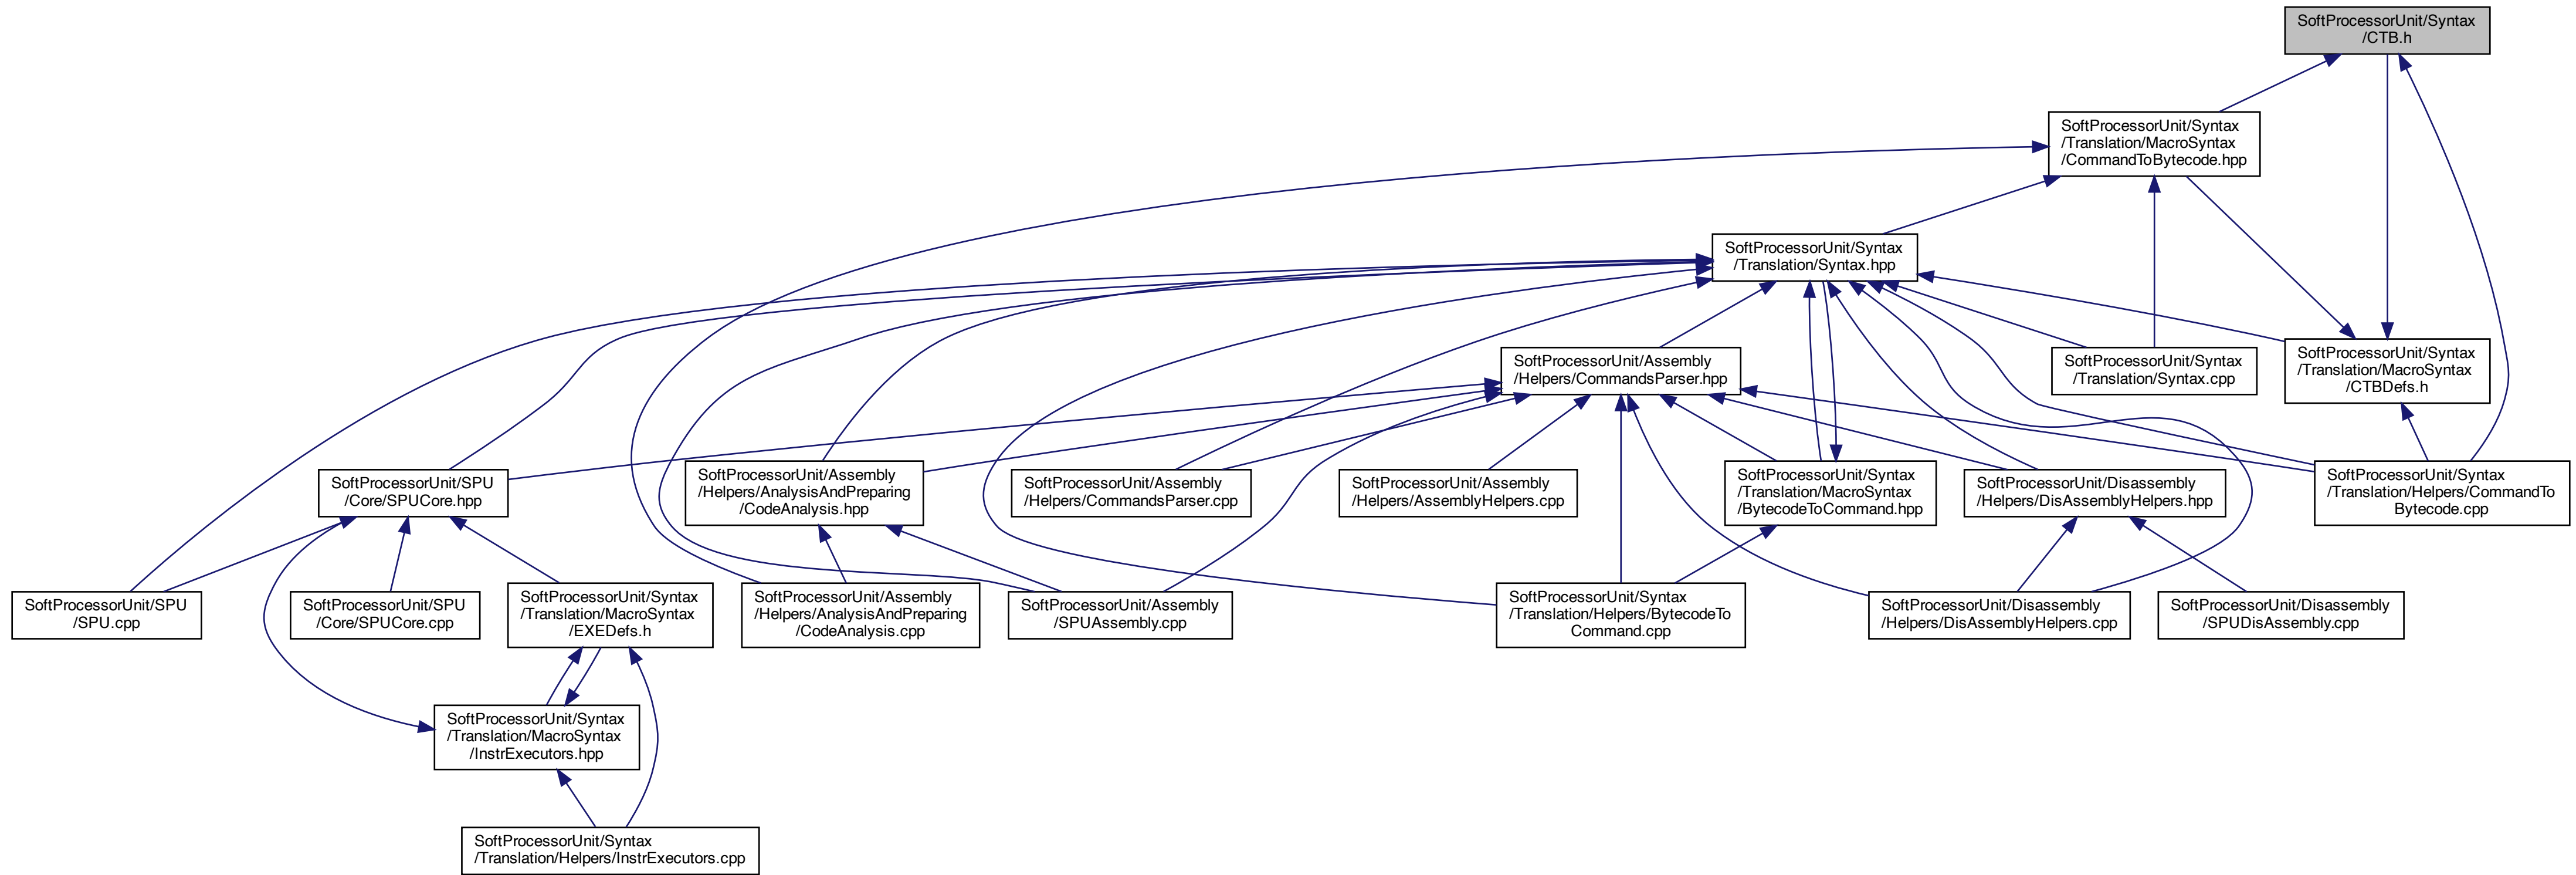 SoftProcessorUnit/Syntax
/CTB.h
SoftProcessorUnit/Syntax
/Translation/MacroSyntax
/CommandToBytecode.hpp
SoftProcessorUnit/Syntax
/Translation/Syntax.hpp
SoftProcessorUnit/Assembly
/Helpers/CommandsParser.hpp
SoftProcessorUnit/Syntax
/Translation/Syntax.cpp
SoftProcessorUnit/Syntax
/Translation/MacroSyntax
/CTBDefs.h
SoftProcessorUnit/SPU
/Core/SPUCore.hpp
SoftProcessorUnit/Assembly
/Helpers/AnalysisAndPreparing
/CodeAnalysis.hpp
SoftProcessorUnit/Assembly
/Helpers/CommandsParser.cpp
SoftProcessorUnit/Assembly
/Helpers/AssemblyHelpers.cpp
SoftProcessorUnit/Syntax
/Translation/MacroSyntax
/BytecodeToCommand.hpp
SoftProcessorUnit/Disassembly
/Helpers/DisAssemblyHelpers.hpp
SoftProcessorUnit/Syntax
/Translation/Helpers/CommandTo
Bytecode.cpp
SoftProcessorUnit/SPU
/SPU.cpp
SoftProcessorUnit/SPU
/Core/SPUCore.cpp
SoftProcessorUnit/Syntax
/Translation/MacroSyntax
/EXEDefs.h
SoftProcessorUnit/Assembly
/Helpers/AnalysisAndPreparing
/CodeAnalysis.cpp
SoftProcessorUnit/Assembly
/SPUAssembly.cpp
SoftProcessorUnit/Syntax
/Translation/Helpers/BytecodeTo
Command.cpp
SoftProcessorUnit/Disassembly
/Helpers/DisAssemblyHelpers.cpp
SoftProcessorUnit/Disassembly
/SPUDisAssembly.cpp
SoftProcessorUnit/Syntax
/Translation/MacroSyntax
/InstrExecutors.hpp
SoftProcessorUnit/Syntax
/Translation/Helpers/InstrExecutors.cpp